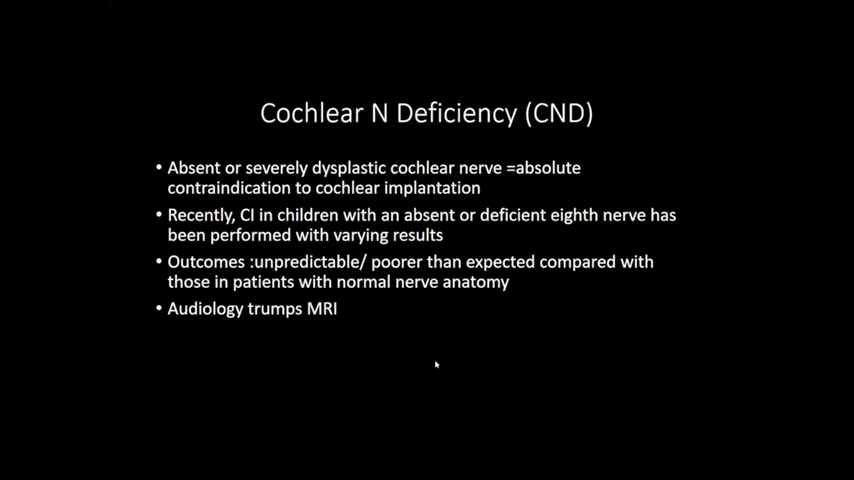 Cochlear N Deficiency (CND)
• Absent or severely dysplastic cochlear nerve =absolute
contraindication to cochlear implantation
• Recently, CI in children with an absent or deficient eighth nerve has
been performed with varying results
• Outcomes :unpredictable/ poorer than expected compared with
those in patients with normal nerve anatomy
• Audiology trumps MRI